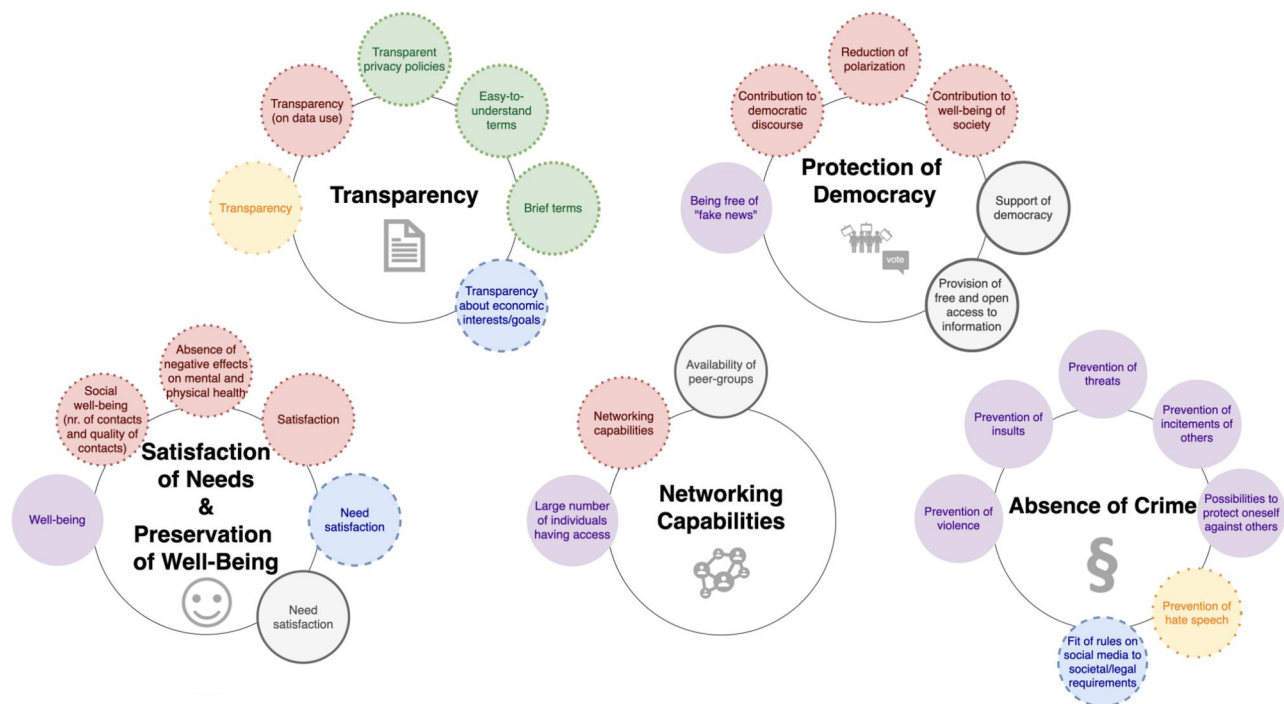 Transparent
privacy policies
Transparency
(on data use)
Easy-to-
understand
terms
Transparency
Brief terms
Transparency
about economic
interests/goals
Transparency
Reduction of
polarization
Contribution to
democratic
discourse
Contribution to
well-being of
society
Being free of
"fake news"
Support of
democracy
Provision of
free and open
access to
information
Protection of
Democracy
vote
Absence of
negative effects
on mental and
physical health
Social
well-being
(nr. of contacts
and quality of
contacts)
Satisfaction
Well-being
Need
satisfaction
Need
satisfaction
Satisfaction
of Needs
&
Preservation
of Well-Being
Availability of
peer-groups
Networking
capabilities
Large number
of individuals
having access
Networking
Capabilities
Prevention of
threats
Prevention of
insults
Prevention of
incitements of
others
Prevention of
violence
Possibilities to
protect oneself
against others
Prevention of
hate speech
Fit of rules on
social media to
societal/legal
requirements
Absence of Crime
§